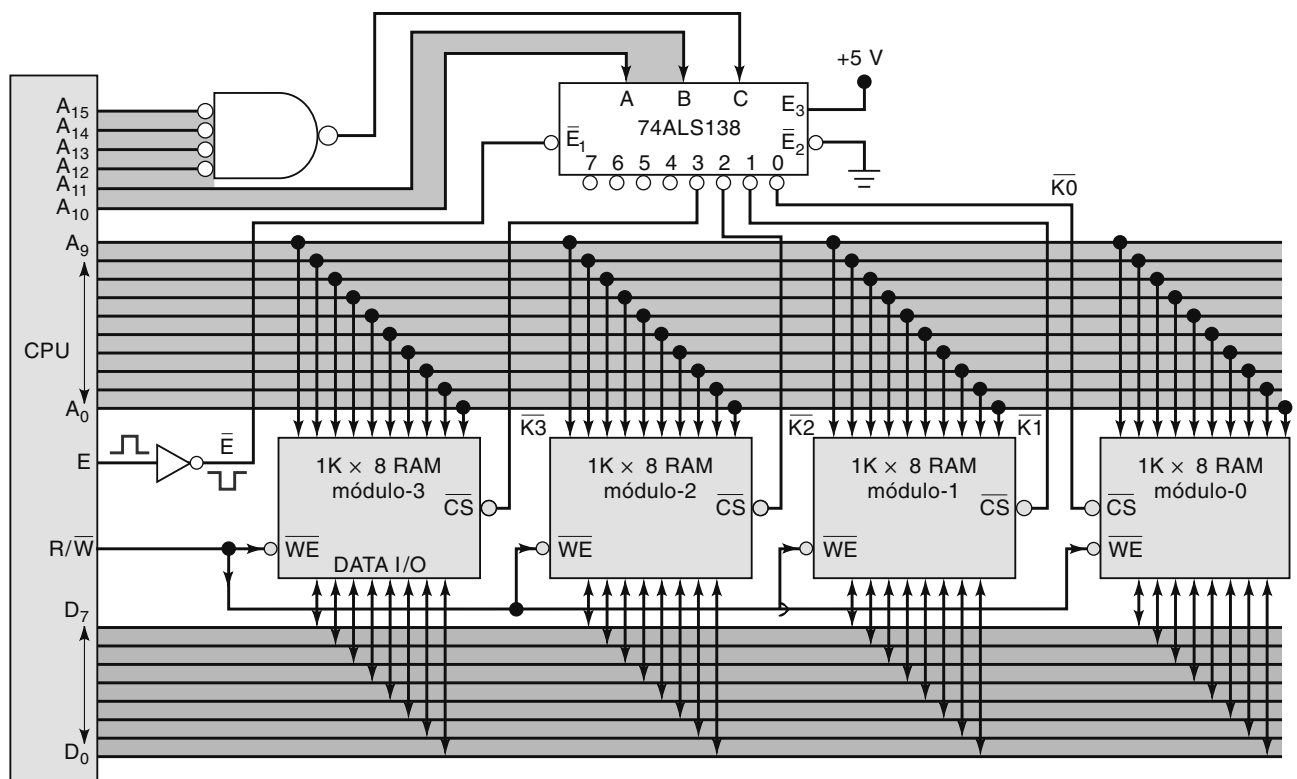 +5 V
A₁₅
A₁₄
A₁₃
A₁₂
A₁₁
A₁₀
A B C E₃
74ALS138
E̅₁ E̅₂
7 6 5 4 3 2 1 0
K̅0̅
A₉
CPU
A₀
K̅3̅ K̅2̅ K̅1̅
E E̅
1K × 8 RAM
módulo-3
C̅S̅
W̅E̅
DATA I/O
1K × 8 RAM
módulo-2
C̅S̅
W̅E̅
1K × 8 RAM
módulo-1
C̅S̅
W̅E̅
1K × 8 RAM
módulo-0
C̅S̅
W̅E̅
R/W̅
D₇
D₀